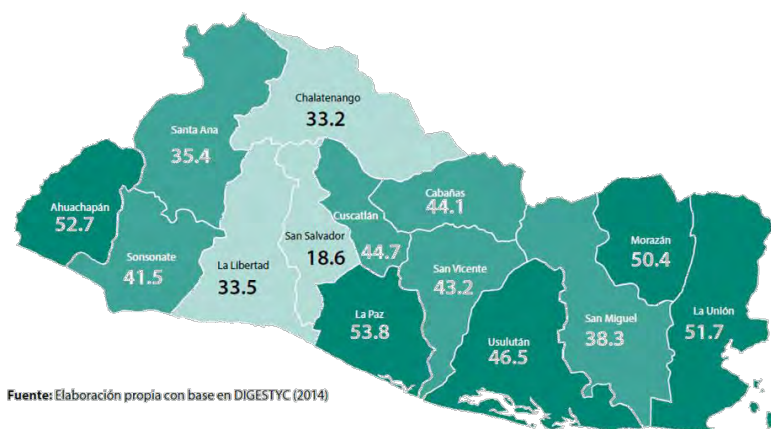 Chalatenango
33.2
Santa Ana
35.4
Cabañas
44.1
Ahuachapán
52.7
Cuscatlán
44.7
San Salvador
18.6
Morazán
50.4
Sonsonate
41.5
La Libertad
33.5
San Vicente
43.2
La Unión
51.7
La Paz
53.8
San Miguel
38.3
Usulután
46.5
Fuente: Elaboración propia con base en DIGESTYC (2014)